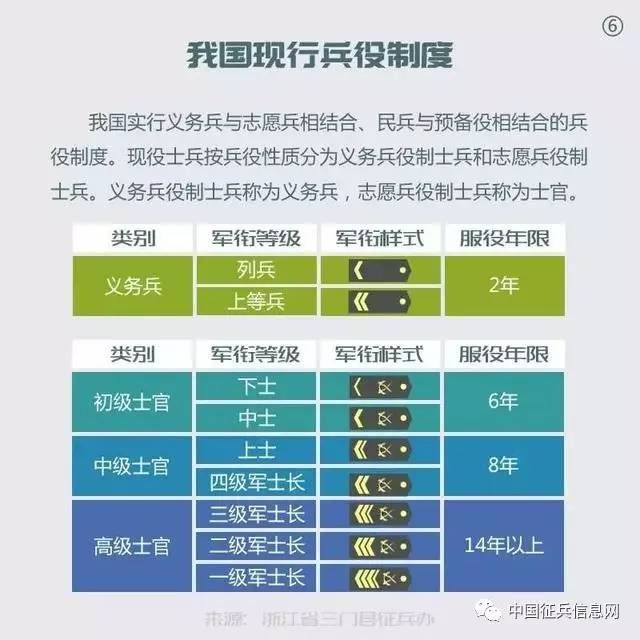 ⑥
我国现行兵役制度
我国实行义务兵与志愿兵相结合、民兵与预备役相结合的兵
役制度。现役士兵按兵役性质分为义务兵役制士兵和志愿兵役制
士兵。义务兵役制士兵称为义务兵，志愿兵役制士兵称为士官。
类别 军衔等级 军衔样式 服役年限
义务兵 列兵 2年
上等兵
类别 军衔等级 军衔样式 服役年限
初级士官 下士 6年
中士
中级士官 上士 8年
四级军士长
高级士官 三级军士长 14年以上
二级军士长
一级军士长
来源：浙江省三门县征兵办
中国征兵信息网